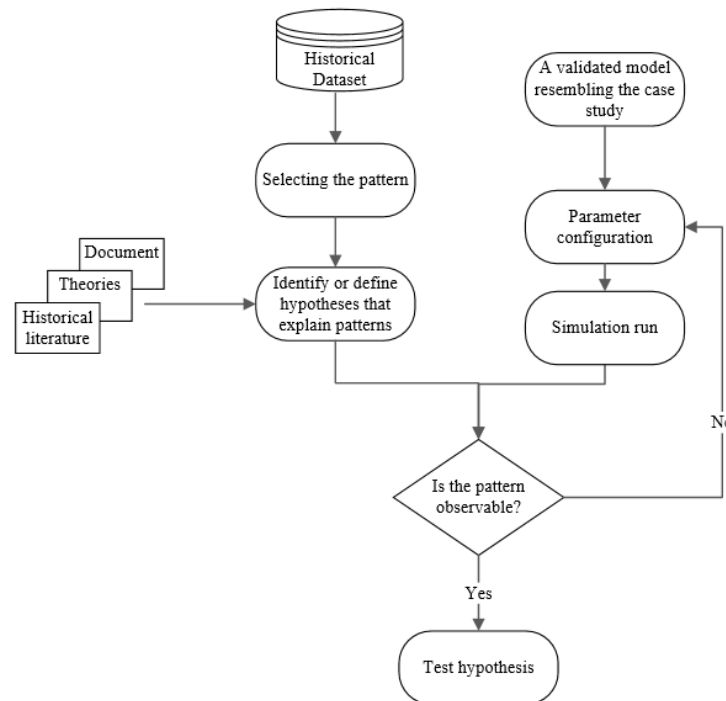 Historical
Dataset
A validated model
resembling the case
study
Selecting the pattern
Parameter
configuration
Document
Theories
Historical
literature
Identify or define
hypotheses that
explain patterns
Simulation run
No
Is the pattern
observable?
Yes
Test hypothesis